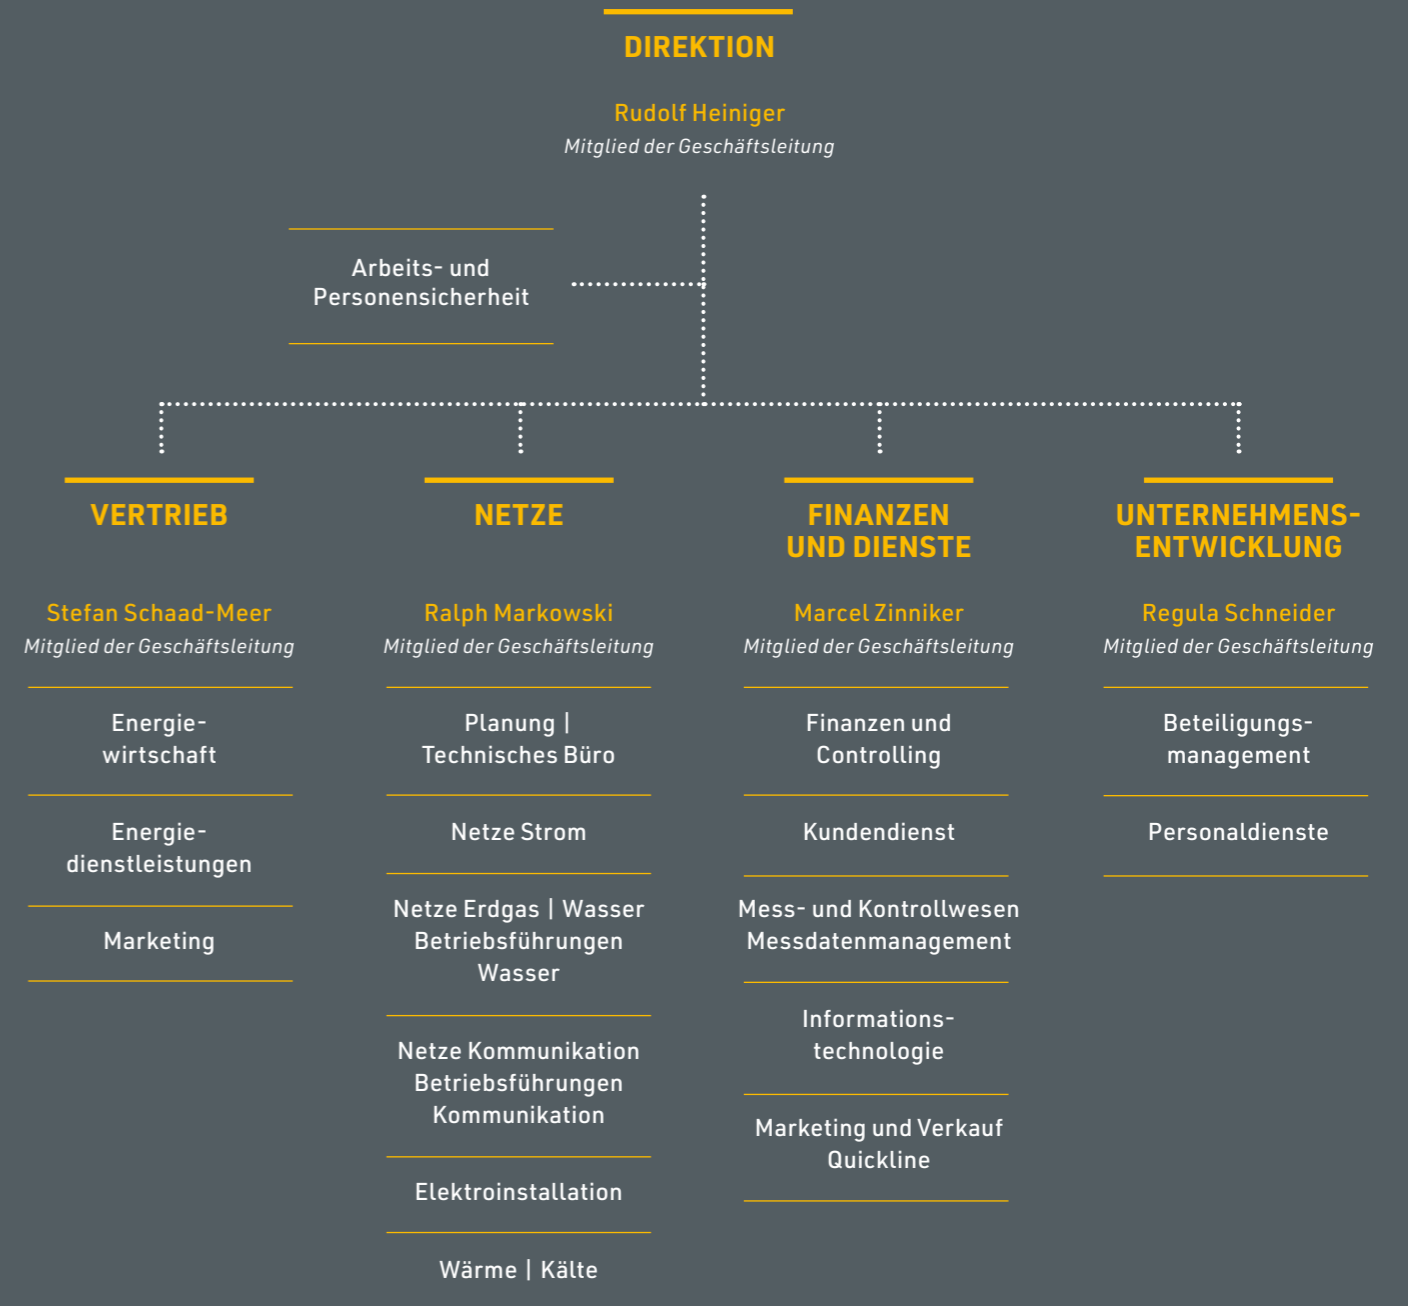 DIREKTION
Rudolf Heiniger
Mitglied der Geschäftsleitung
Arbeits- und
Personensicherheit
VERTRIEB
Stefan Schaad-Meer
Mitglied der Geschäftsleitung
Energie-
wirtschaft
Energie-
dienstleistungen
Marketing
NETZE
Ralph Markowski
Mitglied der Geschäftsleitung
Planung |
Technisches Büro
Netze Strom
Netze Erdgas | Wasser
Betriebsführungen
Wasser
Netze Kommunikation
Betriebsführungen
Kommunikation
Elektroinstallation
Wärme | Kälte
FINANZEN
UND DIENSTE
Marcel Zinniker
Mitglied der Geschäftsleitung
Finanzen und
Controlling
Kundendienst
Mess- und Kontrollwesen
Messdatenmanagement
Informations-
technologie
Marketing und Verkauf
Quickline
UNTERNEHMENS-
ENTWICKLUNG
Regula Schneider
Mitglied der Geschäftsleitung
Beteiligungs-
management
Personaldienste